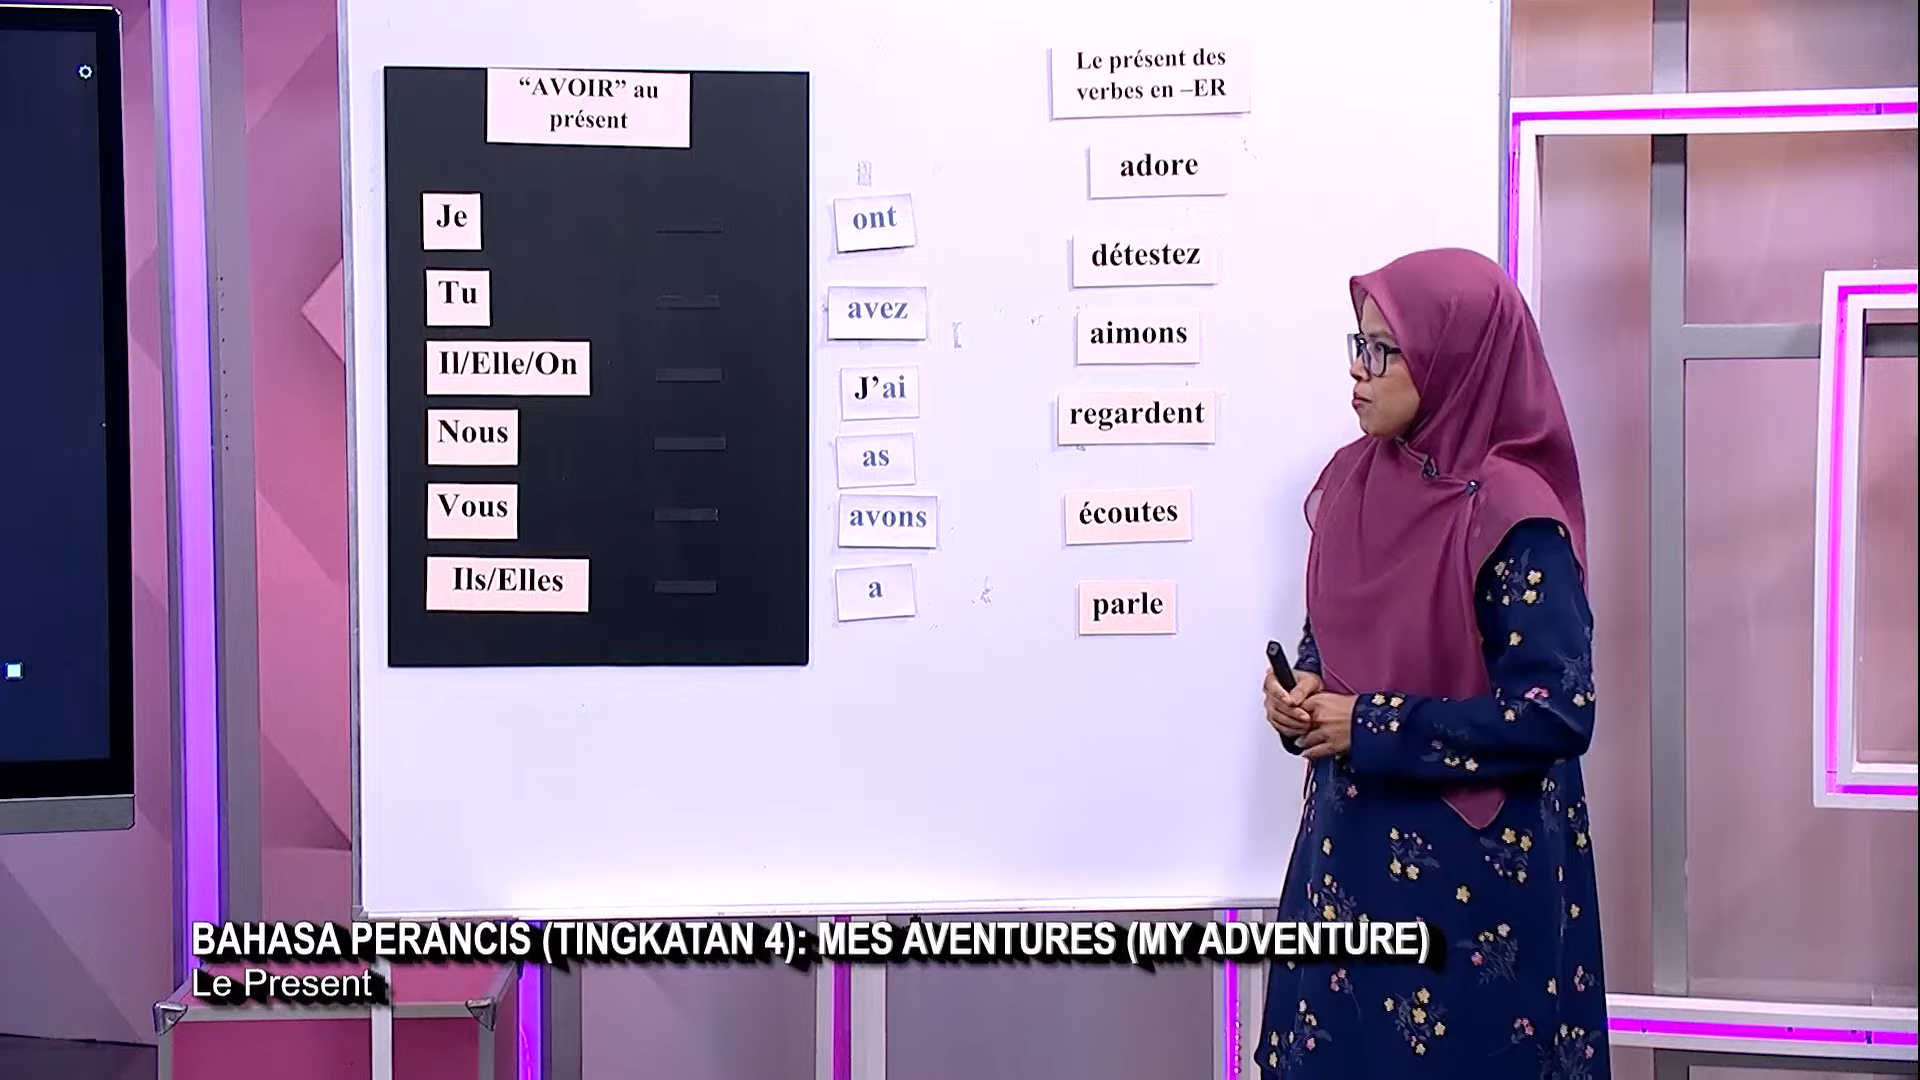 “AVOIR” au
présent
Je
Tu
Il/Elle/On
Nous
Vous
Ils/Elles
ont
avez
J’ai
as
avons
a
Le présent des
verbes en –ER
adore
détestez
aimons
regardent
écoutes
parle
BAHASA PERANCIS (TINGKATAN 4): MES AVENTURES (MY ADVENTURE)
Le Present